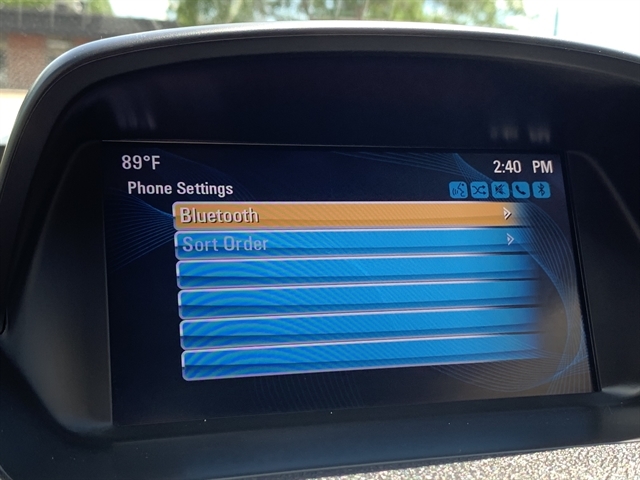 89°F 2:40 PM
Phone Settings
Bluetooth
Sort Order